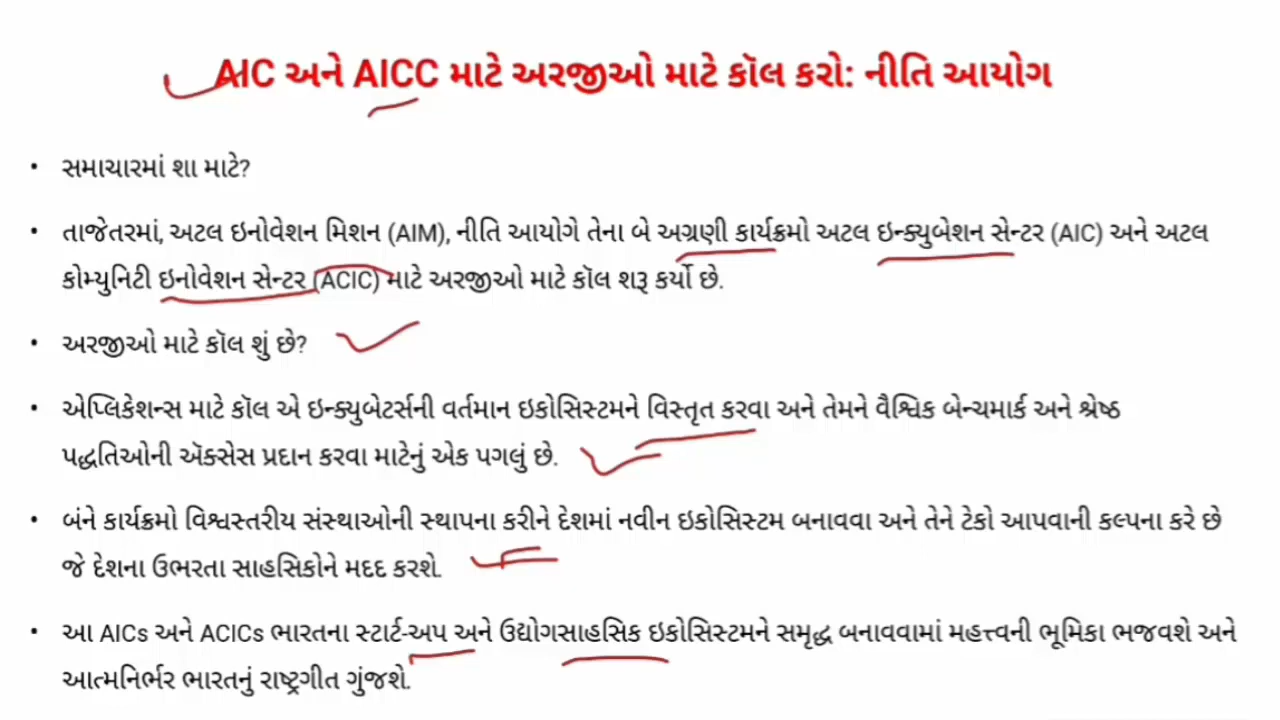 AIC અને AICC માટે અરજીઓ માટે કૉલ કરો: નીતિ આયોગ
• સમાચારમાં શા માટે?
• તાજેતરમાં, અટલ ઇનોવેશન મિશન (AIM), નીતિ આયોગે તેના બે અગ્રણી કાર્યક્રમો અટલ ઇન્ક્યુબેશન સેન્ટર (AIC) અને અટલ
કોમ્યુનિટી ઇનોવેશન સેન્ટર (ACIC) માટે અરજીઓ માટે કૉલ શરૂ કર્યો છે.
• અરજીઓ માટે કૉલ શું છે?
• એપ્લિકેશન્સ માટે કૉલ એ ઇન્ક્યુબેટર્સની વર્તમાન ઇકોસિસ્ટમને વિસ્તૃત કરવા અને તેમને વૈશ્વિક બેન્ચમાર્ક અને શ્રેષ્ઠ
પદ્ધતિઓની ઍક્સેસ પ્રદાન કરવા માટેનું એક પગલું છે.
• બંને કાર્યક્રમો વિશ્વસ્તરીય સંસ્થાઓની સ્થાપના કરીને દેશમાં નવીન ઇકોસિસ્ટમ બનાવવા અને તેને ટેકો આપવાની કલ્પના કરે છે
જે દેશના ઉભરતા સાહસિકોને મદદ કરશે.
• આ AICs અને ACICs ભારતના સ્ટાર્ટ-અપ અને ઉદ્યોગસાહસિક ઇકોસિસ્ટમને સમૃદ્ધ બનાવવામાં મહત્ત્વની ભૂમિકા ભજવશે અને
આત્મનિર્ભર ભારતનું રાષ્ટ્રગીત ગુંજશે.